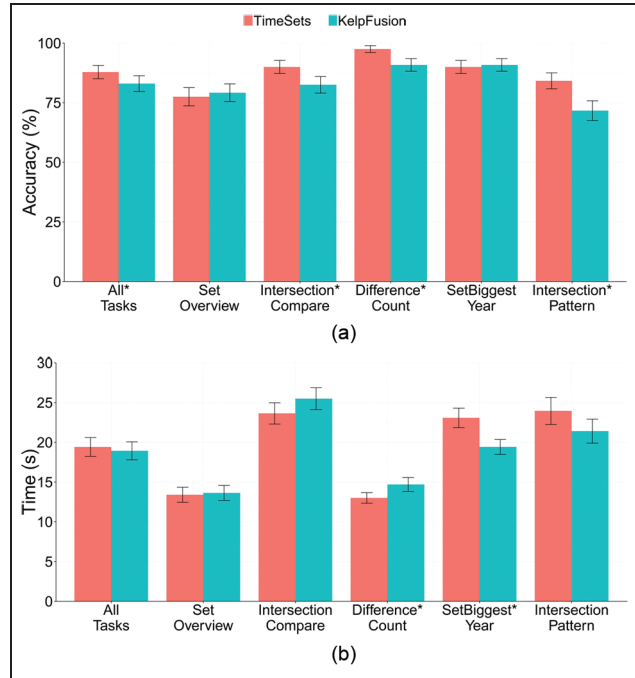 TimeSets KelpFusion
100
75
50
25
0
Accuracy (%)
All* Set Intersection* Difference* SetBiggest Intersection*
Tasks Overview Compare Count Year Pattern
(a)
30
25
20
15
10
5
0
Time (s)
All Set Intersection Difference* SetBiggest* Intersection
Tasks Overview Compare Count Year Pattern
(b)